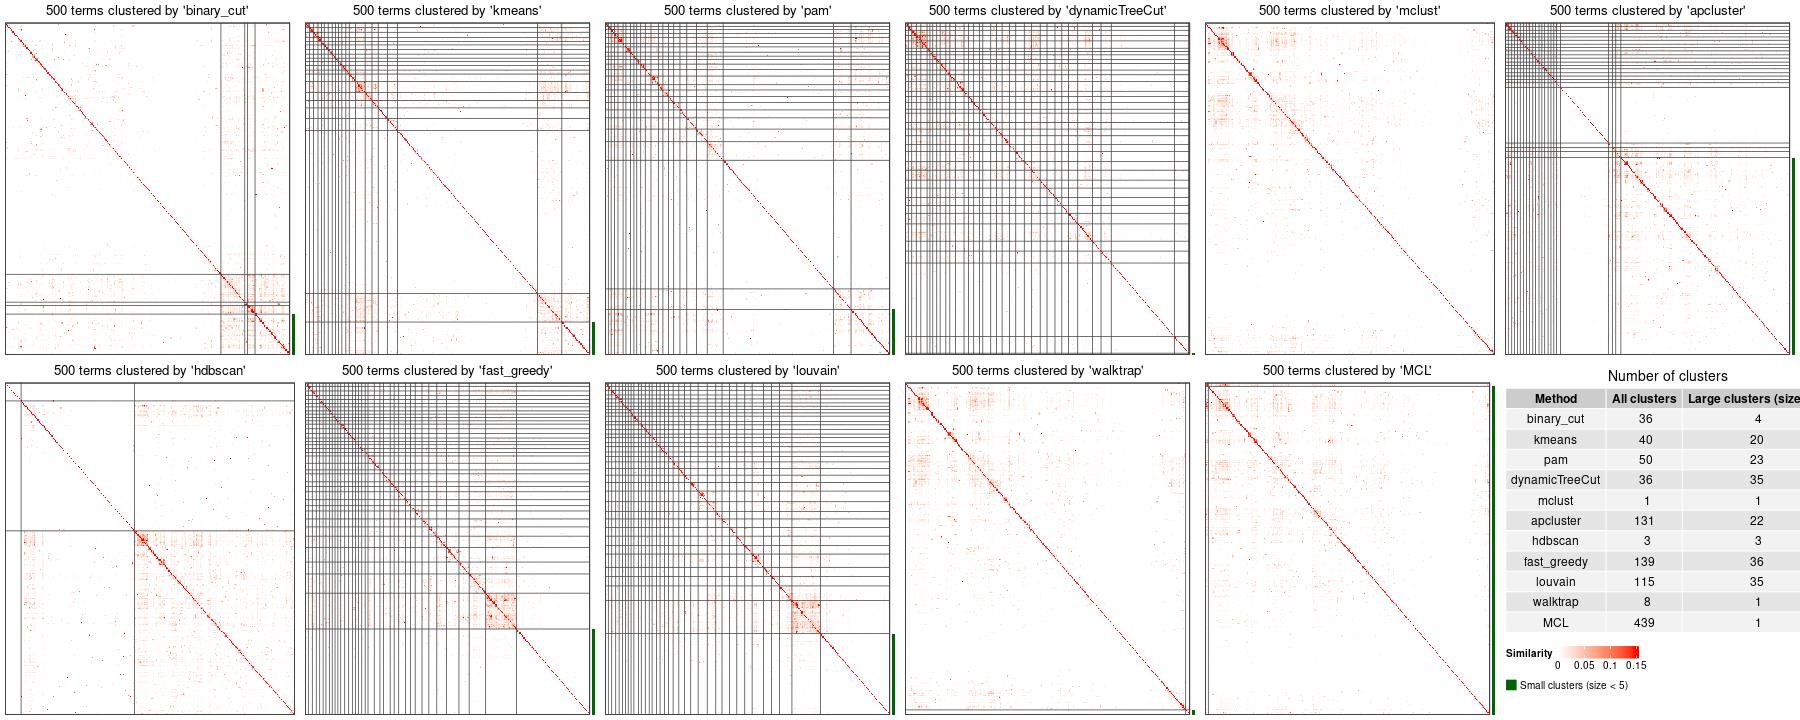 500 terms clustered by 'binary_cut'
500 terms clustered by 'kmeans'
500 terms clustered by 'pam'
500 terms clustered by 'dynamicTreeCut'
500 terms clustered by 'mclust'
500 terms clustered by 'apcluster'
500 terms clustered by 'hdbscan'
500 terms clustered by 'fast_greedy'
500 terms clustered by 'louvain'
500 terms clustered by 'walktrap'
500 terms clustered by 'MCL'
Number of clusters
Method All clusters Large clusters (size
binary_cut 36 4
kmeans 40 20
pam 50 23
dynamicTreeCut 36 35
mclust 1 1
apcluster 131 22
hdbscan 3 3
fast_greedy 139 36
louvain 115 35
walktrap 8 1
MCL 439 1
Similarity
0 0.05 0.1 0.15
Small clusters (size < 5)